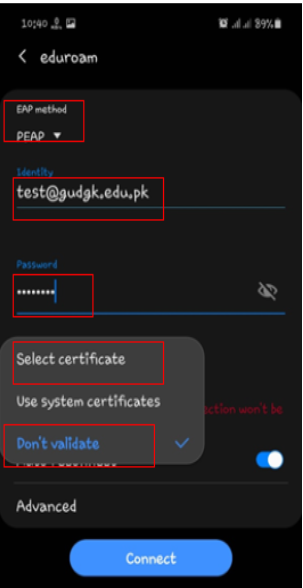 10:40
89%
< eduroam
EAP method
PEAP
Identity
test@gudgk.edu.pk
Password
••••••••
Select certificate
Use system certificates
ction won't be
Don't validate
Advanced
Connect